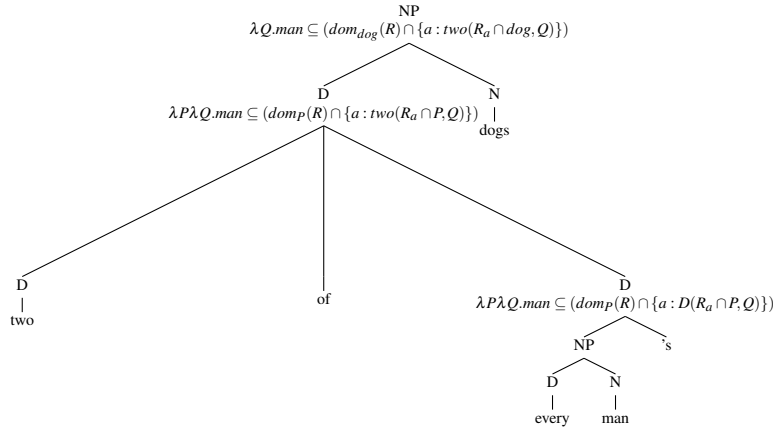 NP
λQ.man ⊆ (dom_dog(R) ∩ {a : two(R_a ∩ dog, Q)})
D N
λPλQ.man ⊆ (dom_P(R) ∩ {a : two(R_a ∩ P, Q)}) dogs
D of D
two λPλQ.man ⊆ (dom_P(R) ∩ {a : D(R_a ∩ P, Q)})
NP 's
D N
every man